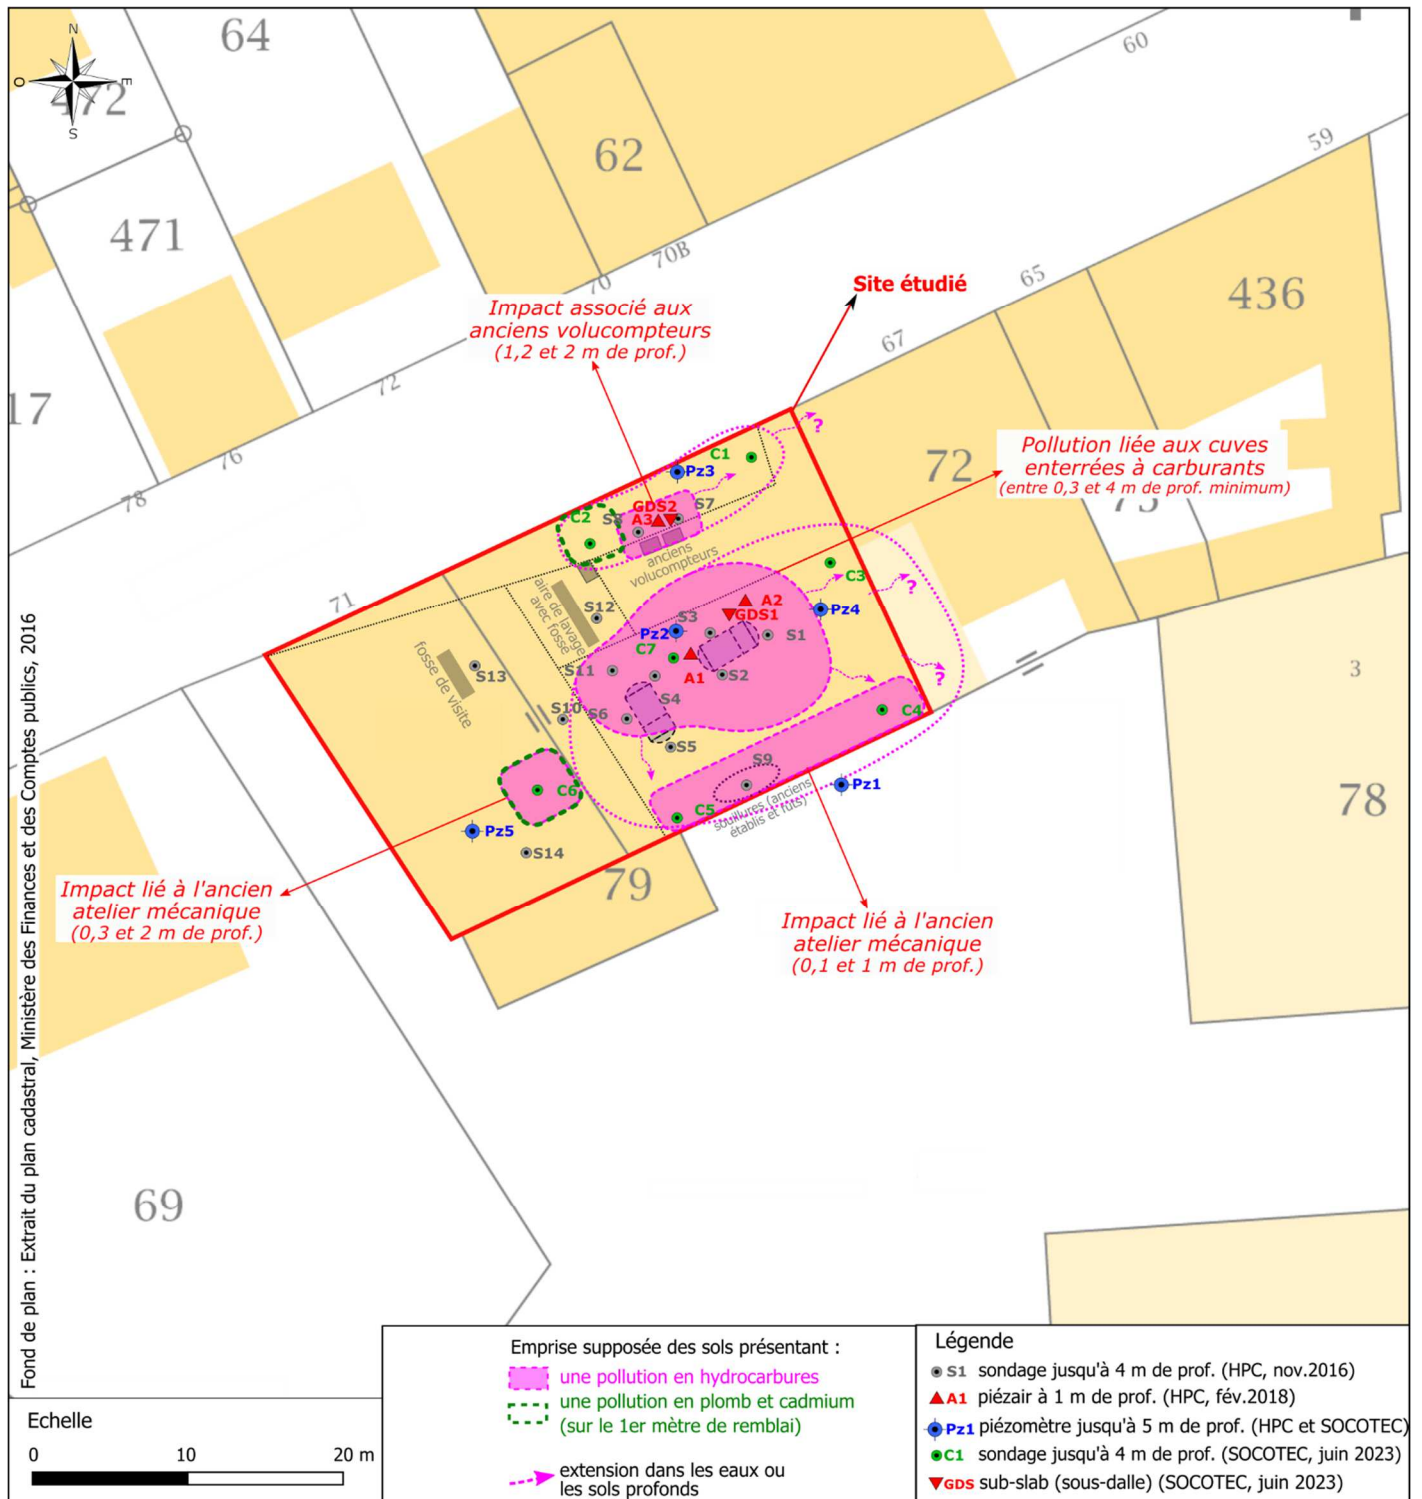 N
O
E
S
64
472
471
62
60
59
17
70B
70
72
76
78
Impact associé aux
anciens volucompteurs
(1,2 et 2 m de prof.)
Site étudié
65
67
436
72
73
Pollution liée aux cuves
enterrées à carburants
(entre 0,3 et 4 m de prof. minimum)
?
C1
Pz3
GDS2
S7
C2
S8
A3
anciens
volucompteurs
C3
?
71
aire de lavage
avec fosse
S12
A2
S3
GDS1
Pz4
Pz2
S1
C7
fosse de visite
S13
S11
A1
S2
?
S4
S10
S6
C4
S5
S9
C6
Pz1
C5
souillures (anciens
établis et fûts)
Pz5
S14
3
78
79
Impact lié à l'ancien
atelier mécanique
(0,3 et 2 m de prof.)
Impact lié à l'ancien
atelier mécanique
(0,1 et 1 m de prof.)
69
Fond de plan : Extrait du plan cadastral, Ministère des Finances et des Comptes publics, 2016
Echelle
0 10 20 m
Emprise supposée des sols présentant :
une pollution en hydrocarbures
une pollution en plomb et cadmium
(sur le 1er mètre de remblai)
extension dans les eaux ou
les sols profonds
Légende
S1 sondage jusqu'à 4 m de prof. (HPC, nov.2016)
A1 piézair à 1 m de prof. (HPC, fév.2018)
Pz1 piézomètre jusqu'à 5 m de prof. (HPC et SOCOTEC)
C1 sondage jusqu'à 4 m de prof. (SOCOTEC, juin 2023)
GDS sub-slab (sous-dalle) (SOCOTEC, juin 2023)